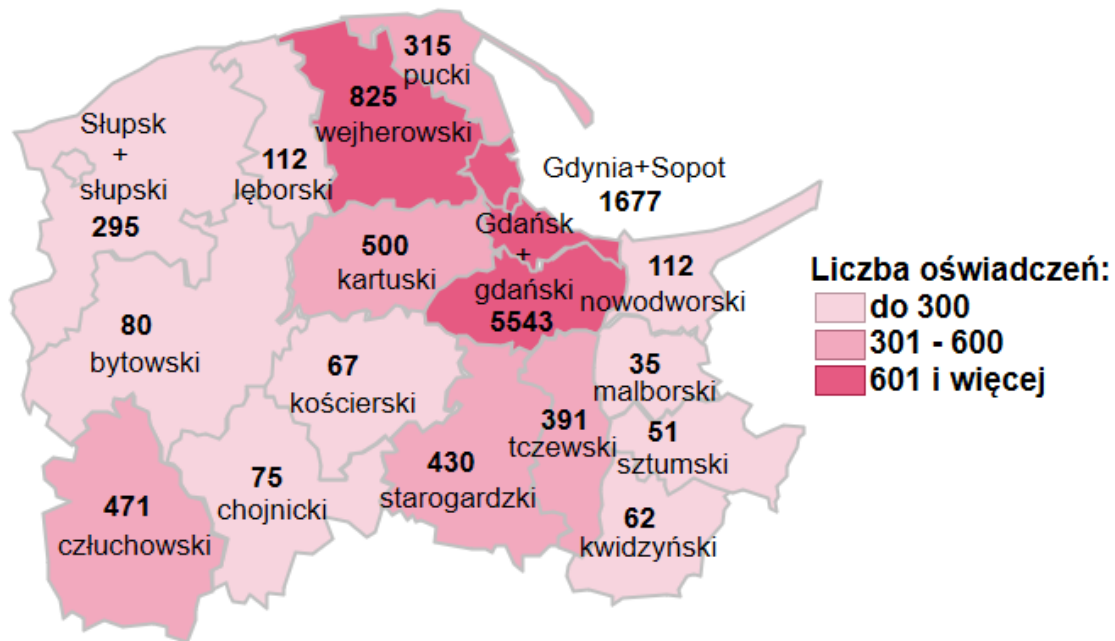 315
pucki
825
wejherowski
Słupsk
+
słupski
295
112
lęborski
Gdynia+Sopot
1677
Gdańsk
+
gdański
5543
500
kartuski
112
nowodworski
80
bytowski
67
kościerski
35
malborski
391
tczewski
51
sztumski
430
starogardzki
75
chojnicki
471
człuchowski
62
kwidzyński
Liczba oświadczeń:
do 300
301 - 600
601 i więcej